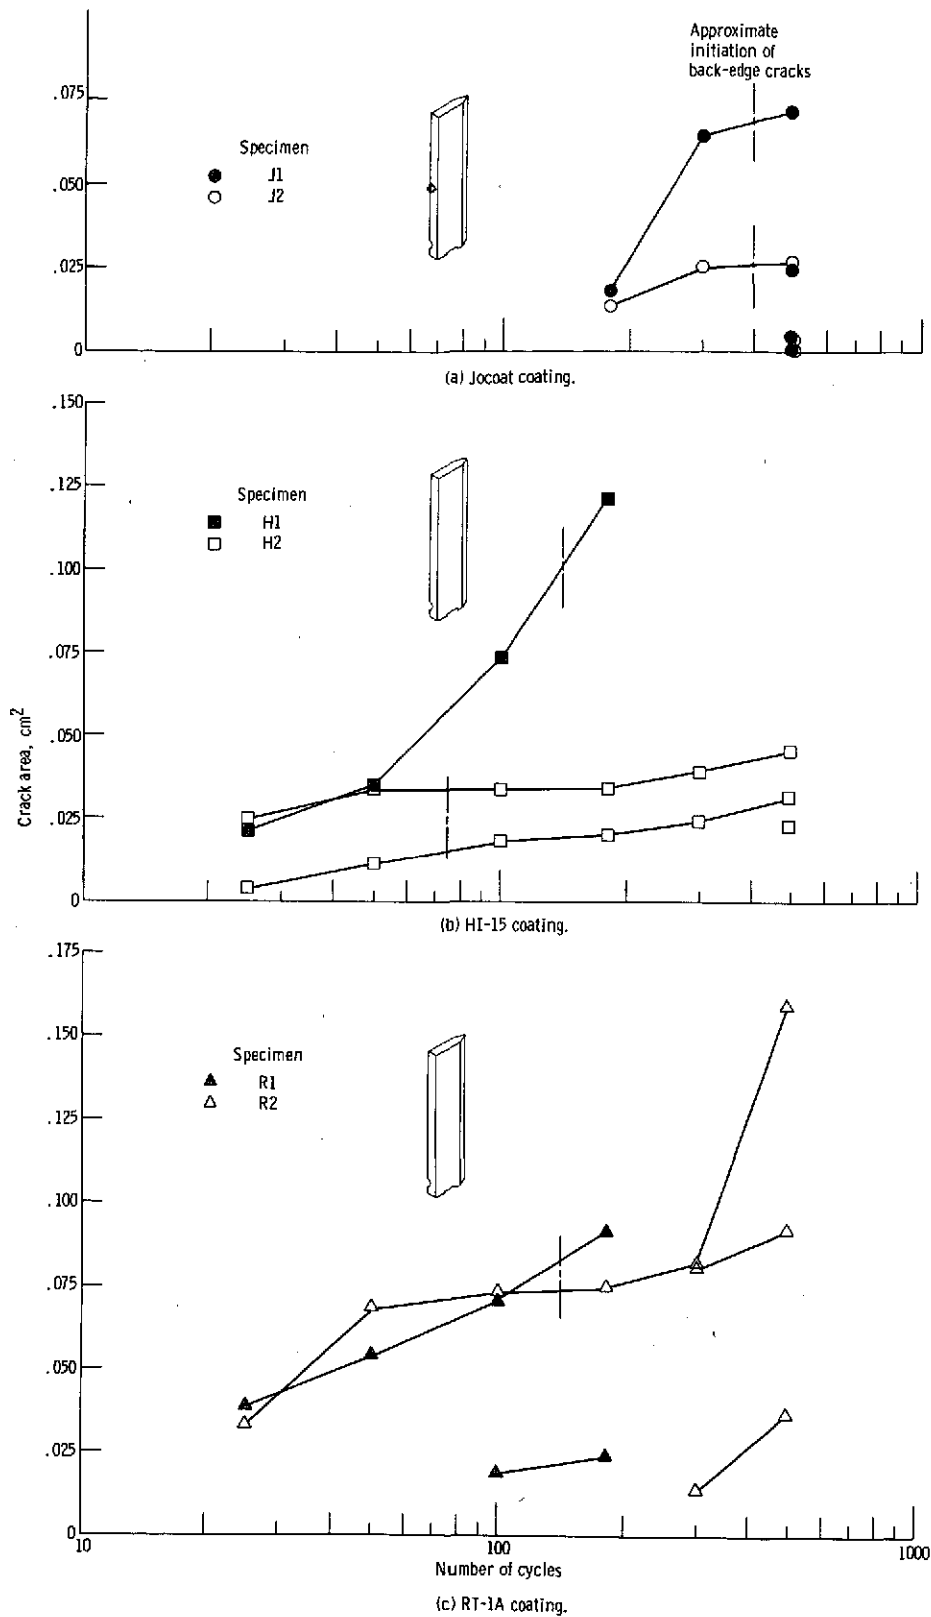 Approximate
initiation of
back-edge cracks
.075
Specimen
J1
.050
J2
.025
0
(a) Jocoat coating.
.150
.125
Specimen
H1
H2
.100
.075
.050
.025
0
Crack area, cm2
(b) HI-15 coating.
.175
.150
Specimen
R1
R2
.125
.100
.075
.050
.025
0
10
100
1000
Number of cycles
(c) RT-1A coating.